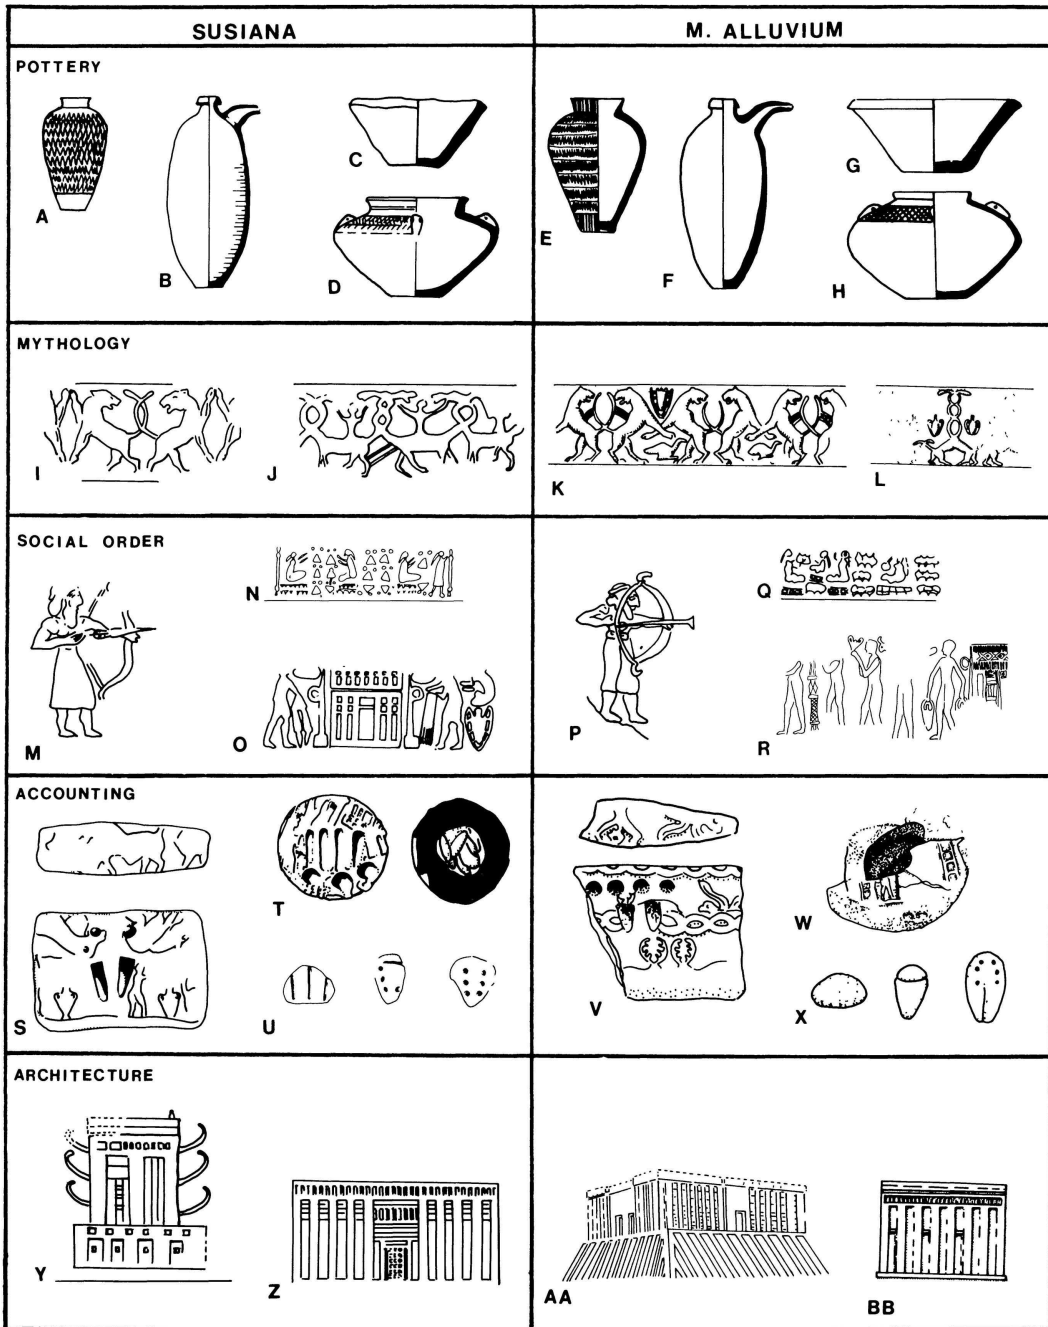 SUSIANA M. ALLUVIUM
POTTERY
A B C D E F G H
MYTHOLOGY
I J K L
SOCIAL ORDER
M N O P Q R
ACCOUNTING
S T U V W X
ARCHITECTURE
Y Z AA BB